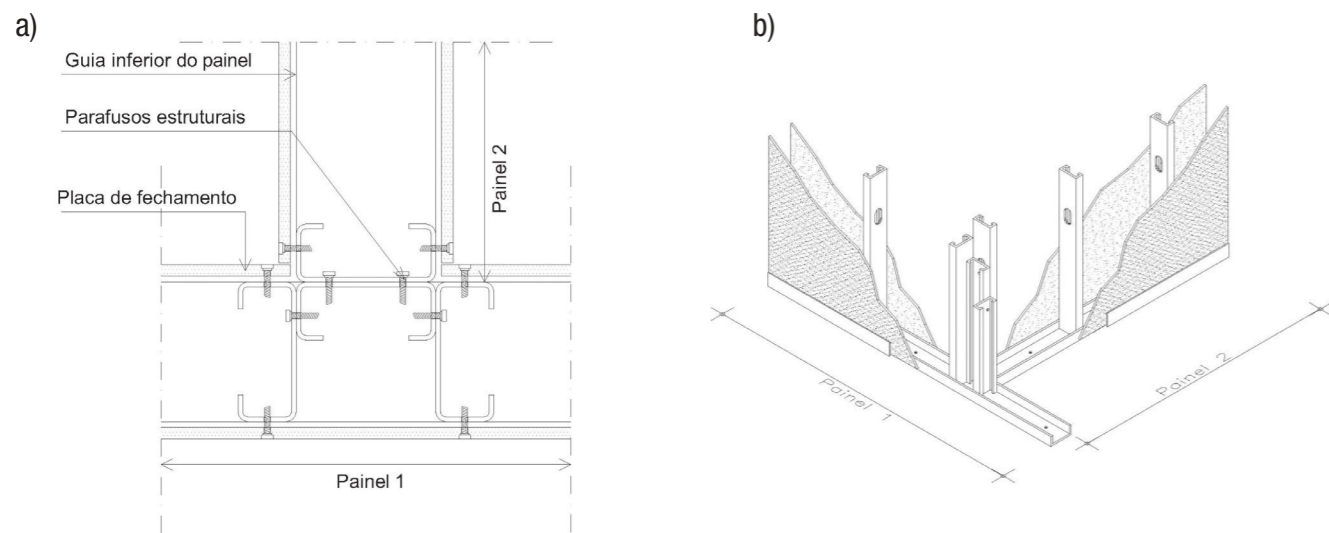 a)
Guia inferior do painel
Parafusos estruturais
Placa de fechamento
Painel 2
Painel 1
b)
Painel 1
Painel 2